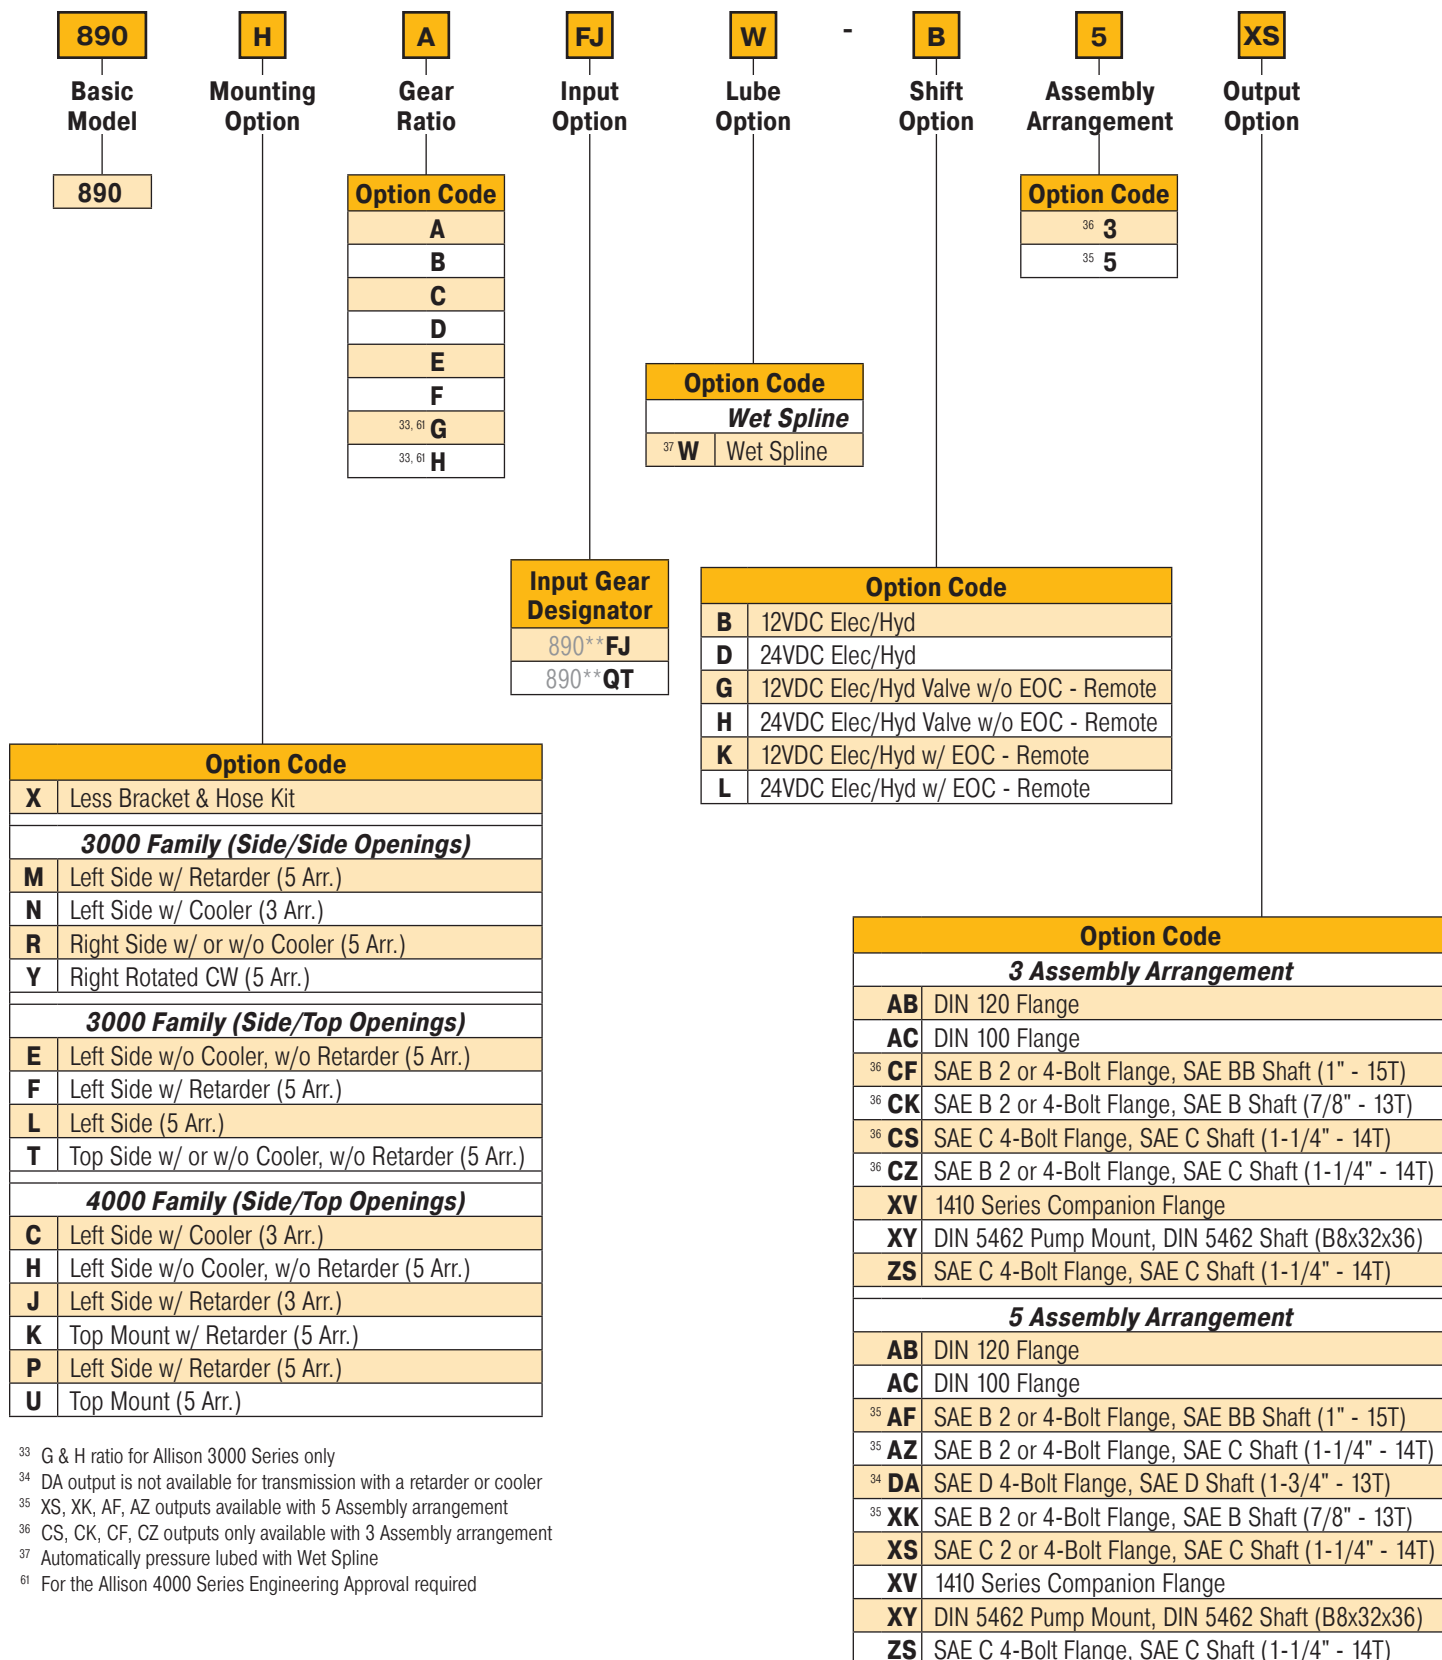 890 H A FJ W - B 5 XS
Basic Model
Mounting Option
Gear Ratio
Input Option
Lube Option
Shift Option
Assembly Arrangement
Output Option
890
Option Code
A
B
C
D
E
F
33, 61 G
33, 61 H
Option Code
36 3
35 5
Option Code
Wet Spline
37 W Wet Spline
Input Gear
Designator
890**FJ
890**QT
Option Code
B 12VDC Elec/Hyd
D 24VDC Elec/Hyd
G 12VDC Elec/Hyd Valve w/o EOC - Remote
H 24VDC Elec/Hyd Valve w/o EOC - Remote
K 12VDC Elec/Hyd w/ EOC - Remote
L 24VDC Elec/Hyd w/ EOC - Remote
Option Code
X Less Bracket & Hose Kit
3000 Family (Side/Side Openings)
M Left Side w/ Retarder (5 Arr.)
N Left Side w/ Cooler (3 Arr.)
R Right Side w/ or w/o Cooler (5 Arr.)
Y Right Rotated CW (5 Arr.)
3000 Family (Side/Top Openings)
E Left Side w/o Cooler, w/o Retarder (5 Arr.)
F Left Side w/ Retarder (5 Arr.)
L Left Side (5 Arr.)
T Top Side w/ or w/o Cooler, w/o Retarder (5 Arr.)
4000 Family (Side/Top Openings)
C Left Side w/ Cooler (3 Arr.)
H Left Side w/o Cooler, w/o Retarder (5 Arr.)
J Left Side w/ Retarder (3 Arr.)
K Top Mount w/ Retarder (5 Arr.)
P Left Side w/ Retarder (5 Arr.)
U Top Mount (5 Arr.)
Option Code
3 Assembly Arrangement
AB DIN 120 Flange
AC DIN 100 Flange
36 CF SAE B 2 or 4-Bolt Flange, SAE BB Shaft (1" - 15T)
36 CK SAE B 2 or 4-Bolt Flange, SAE B Shaft (7/8" - 13T)
36 CS SAE C 4-Bolt Flange, SAE C Shaft (1-1/4" - 14T)
36 CZ SAE B 2 or 4-Bolt Flange, SAE C Shaft (1-1/4" - 14T)
XV 1410 Series Companion Flange
XY DIN 5462 Pump Mount, DIN 5462 Shaft (B8x32x36)
ZS SAE C 4-Bolt Flange, SAE C Shaft (1-1/4" - 14T)
5 Assembly Arrangement
AB DIN 120 Flange
AC DIN 100 Flange
35 AF SAE B 2 or 4-Bolt Flange, SAE BB Shaft (1" - 15T)
35 AZ SAE B 2 or 4-Bolt Flange, SAE C Shaft (1-1/4" - 14T)
34 DA SAE D 4-Bolt Flange, SAE D Shaft (1-3/4" - 13T)
35 XK SAE B 2 or 4-Bolt Flange, SAE B Shaft (7/8" - 13T)
XS SAE C 2 or 4-Bolt Flange, SAE C Shaft (1-1/4" - 14T)
XV 1410 Series Companion Flange
XY DIN 5462 Pump Mount, DIN 5462 Shaft (B8x32x36)
ZS SAE C 4-Bolt Flange, SAE C Shaft (1-1/4" - 14T)
33 G & H ratio for Allison 3000 Series only
34 DA output is not available for transmission with a retarder or cooler
35 XS, XK, AF, AZ outputs available with 5 Assembly arrangement
36 CS, CK, CF, CZ outputs only available with 3 Assembly arrangement
37 Automatically pressure lubed with Wet Spline
61 For the Allison 4000 Series Engineering Approval required